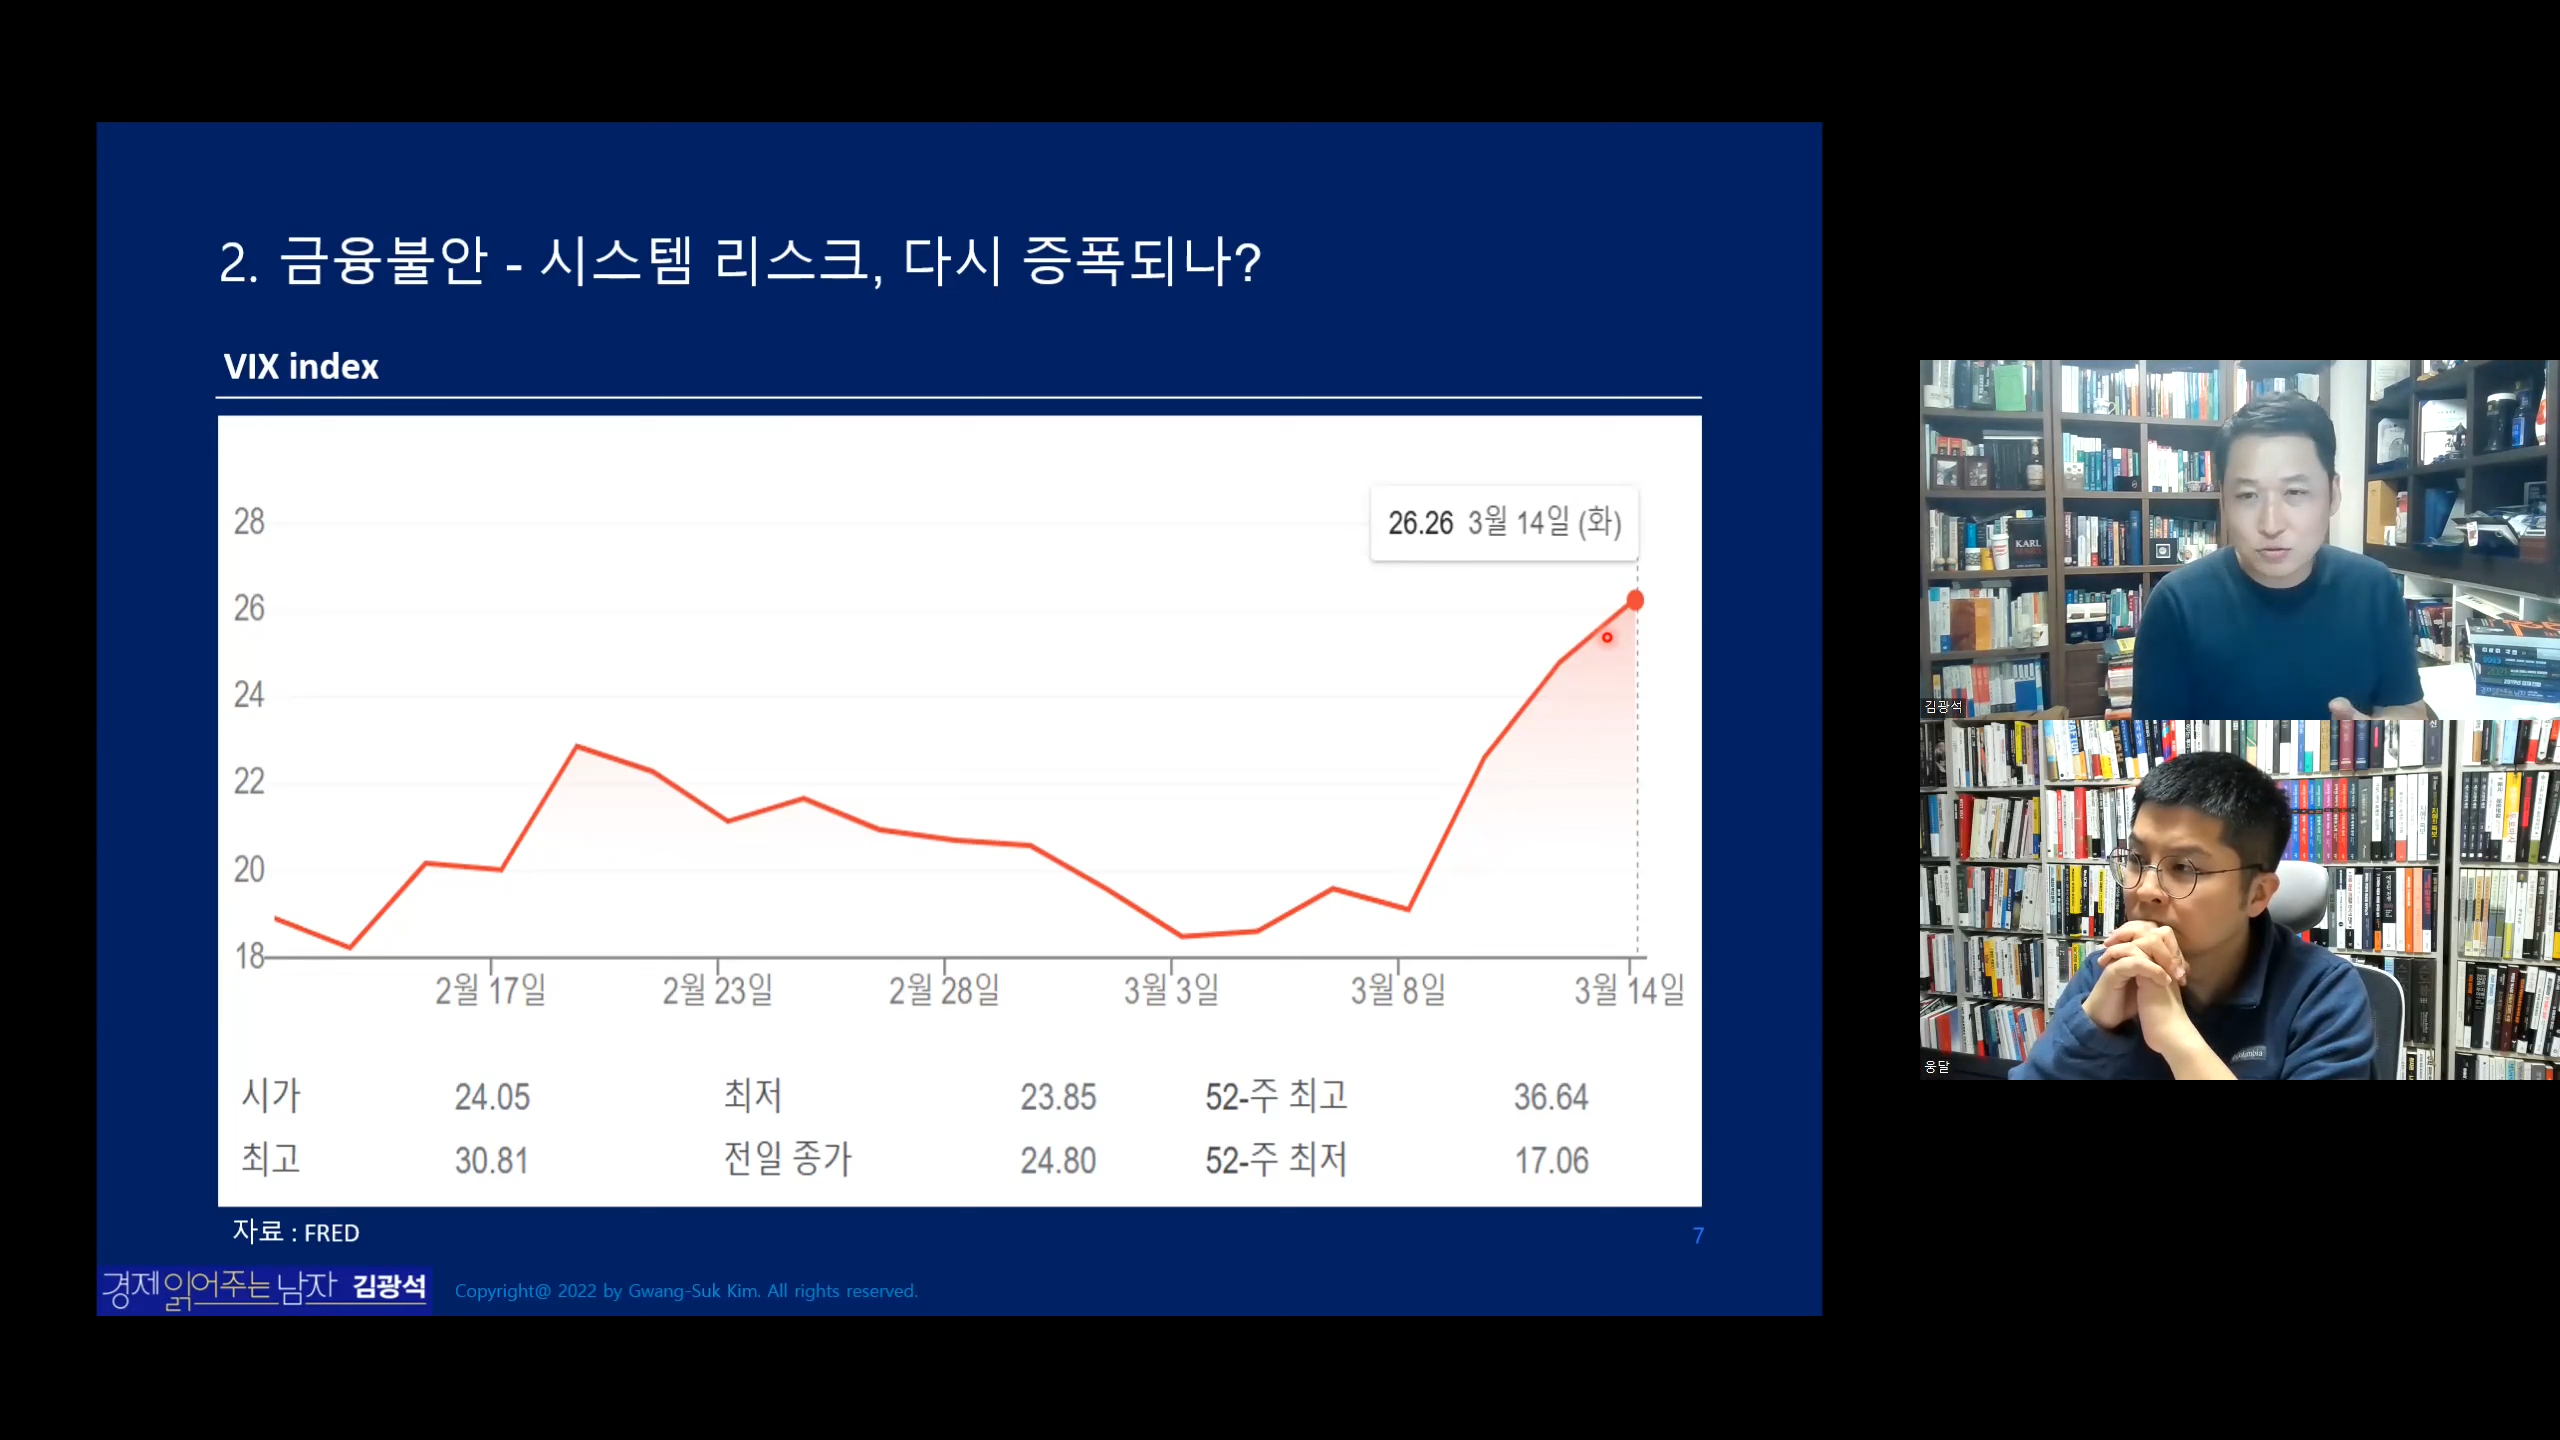 2. 금융불안 - 시스템 리스크, 다시 증폭되나?
VIX index
28
26.26 3월 14일 (화)
26
24
22
20
18
2월 17일 2월 23일 2월 28일 3월 3일 3월 8일 3월 14일
시가 24.05 최저 23.85 52-주 최고 36.64
최고 30.81 전일 종가 24.80 52-주 최저 17.06
자료 : FRED
7
경제 읽어주는 남자 김광석
Copyright@ 2022 by Gwang-Suk Kim. All rights reserved.
KARL
김광석
Columbia
웅달